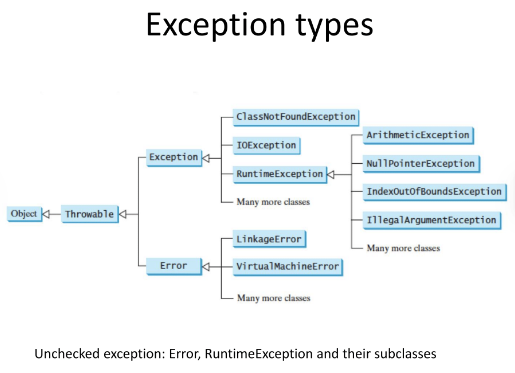 Exception types
ClassNotFoundException
ArithmeticException
IOException
Exception
NullPointerException
RuntimeException
IndexOutOfBoundsException
Many more classes
Object
Throwable
IllegalArgumentException
LinkageError
Many more classes
Error
VirtualMachineError
Many more classes
Unchecked exception: Error, RuntimeException and their subclasses